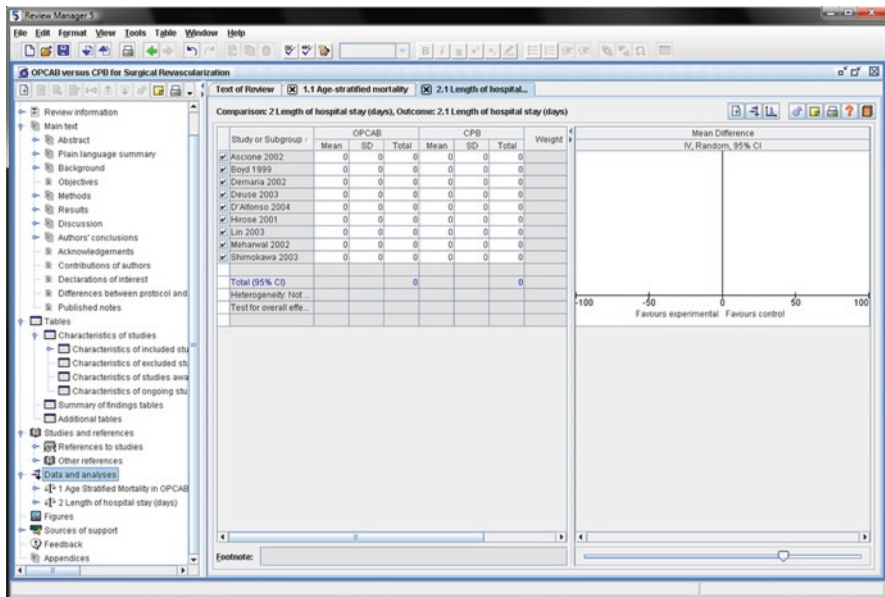 5 Review Manager 5
File Edit Format View Tools Table Window Help
OPCAB versus CPB for Surgical Revascularization
Text of Review 1.1 Age-stratified mortality 2.1 Length of hospital...
Review information
Main text
Abstract
Plain language summary
Background
Objectives
Methods
Results
Discussion
Authors' conclusions
Acknowledgements
Contributions of authors
Declarations of interest
Differences between protocol and
Published notes
Tables
Characteristics of studies
Characteristics of included stu
Characteristics of excluded stu
Characteristics of studies awa
Characteristics of ongoing stu
Summary of findings tables
Additional tables
Studies and references
References to studies
Other references
Data and analyses
1 Age Stratified Mortality in OPCAB
2 Length of hospital stay (days)
Figures
Sources of support
Feedback
Appendices
Comparison: 2 Length of hospital stay (days), Outcome: 2.1 Length of hospital stay (days)
Study or Subgroup OPCAB CPB Weight
Mean SD Total Mean SD Total
Ascione 2002 0 0 0 0 0 0
Boyd 1999 0 0 0 0 0 0
Demaria 2002 0 0 0 0 0 0
Deuse 2003 0 0 0 0 0 0
D'Alfonso 2004 0 0 0 0 0 0
Hirose 2001 0 0 0 0 0 0
Lin 2003 0 0 0 0 0 0
Meharwal 2002 0 0 0 0 0 0
Shimokawa 2003 0 0 0 0 0 0
Total (95% CI) 0 0
Heterogeneity: Not ...
Test for overall effe...
Mean Difference
IV, Random, 95% CI
-100 -50 0 50 100
Favours experimental Favours control
Footnote: